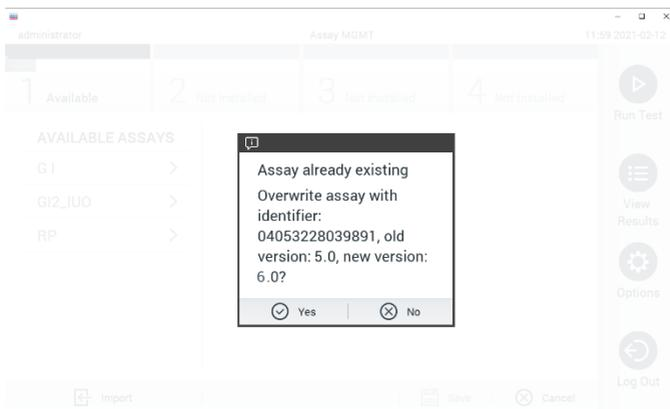 administrator Assay MGMT 11:59 2021-02-12
1 Available 2 Not Installed 3 Not Installed 4 Not Installed
Run Test
AVAILABLE ASSAYS
G I
GI2_IUO
RP
Assay already existing
Overwrite assay with
identifier:
04053228039891, old
version: 5.0, new version:
6.0?
Yes No
View
Results
Options
Log Out
Import Save Cancel